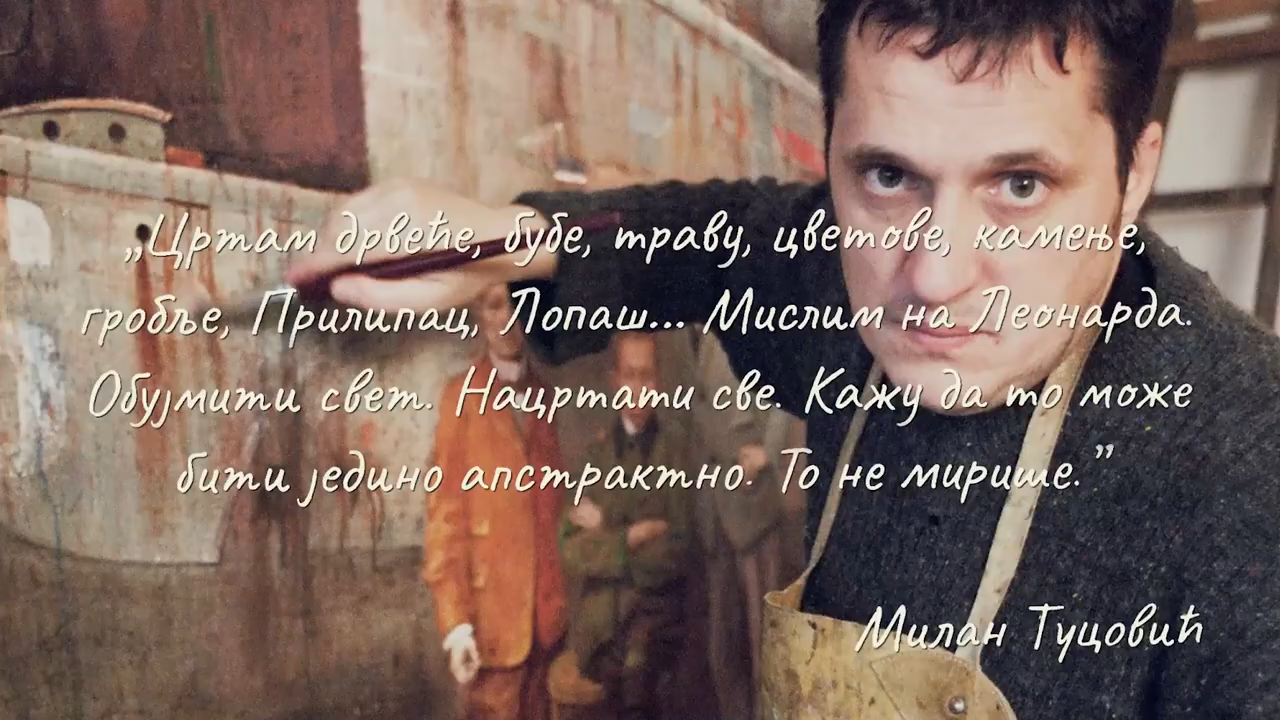 „Цртам дрвеће, бубе, траву, цветове, камење,
гробље, Прилипац, Лопаш... Мислим на Леонарда.
Обујмити свет. Нацртати све. Кажу да то може
бити једино апстрактно. То не мирише.”
Милан Туцовић